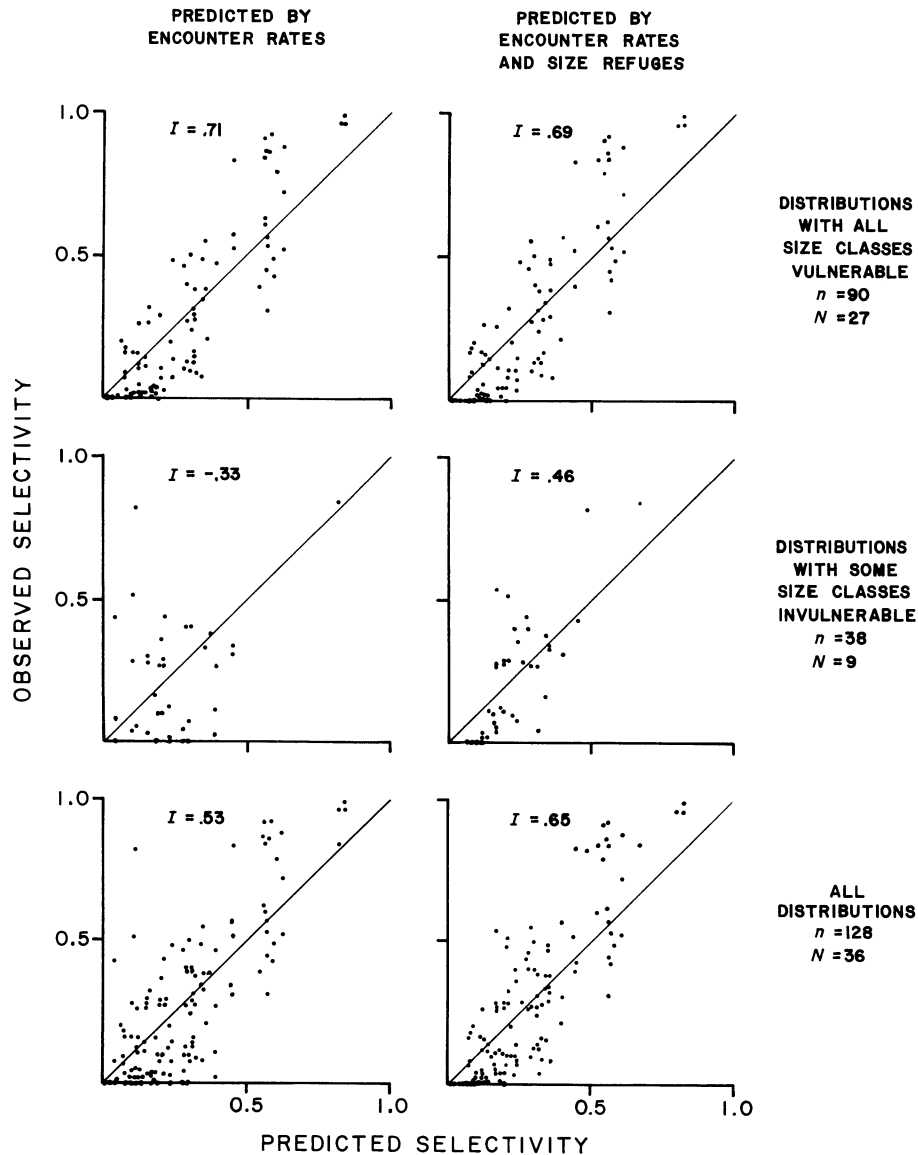 PREDICTED BY
ENCOUNTER RATES
PREDICTED BY
ENCOUNTER RATES
AND SIZE REFUGES
OBSERVED SELECTIVITY
1.0
0.5
I = .71
I = .69
DISTRIBUTIONS
WITH ALL
SIZE CLASSES
VULNERABLE
n =90
N =27
1.0
0.5
I = -.33
I = .46
DISTRIBUTIONS
WITH SOME
SIZE CLASSES
INVULNERABLE
n =38
N =9
1.0
0.5
I = .53
I = .65
ALL
DISTRIBUTIONS
n =128
N =36
0.5
1.0
0.5
1.0
PREDICTED SELECTIVITY